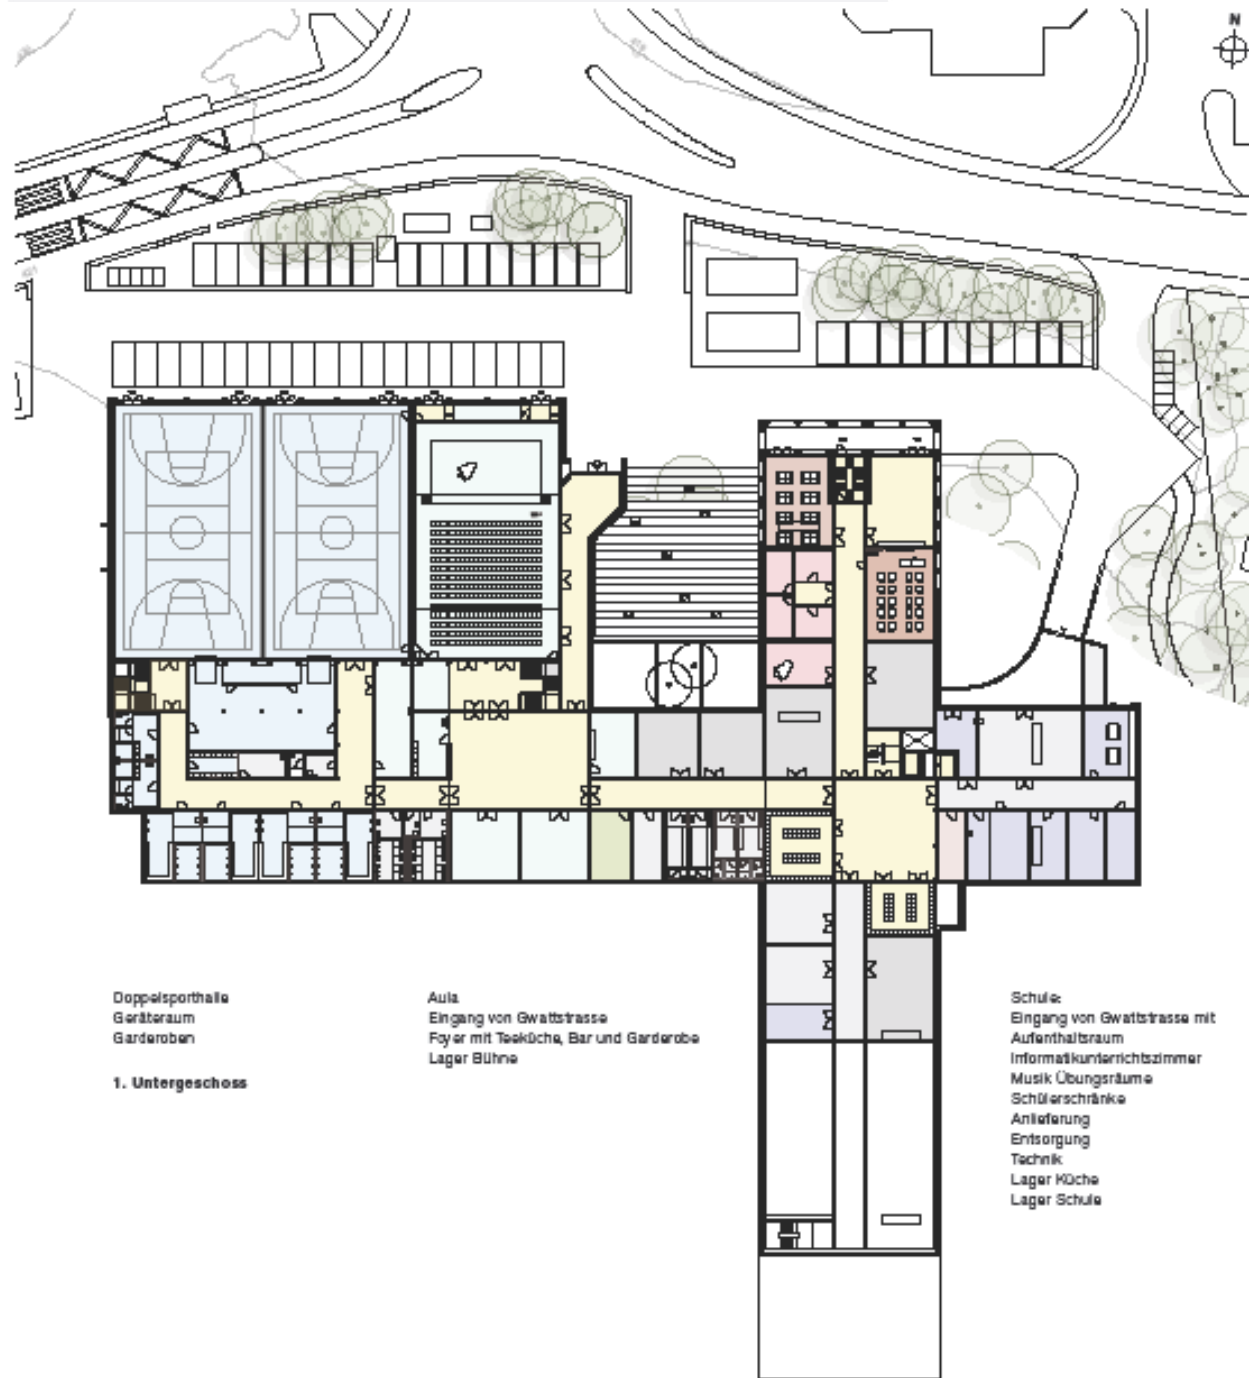 N
Doppelsporthalle
Geräteraum
Garderoben
1. Untergeschoss
Aula
Eingang von Gwattstrasse
Foyer mit Teeküche, Bar und Garderobe
Lager Bühne
Schule:
Eingang von Gwattstrasse mit
Aufenthaltsraum
Informatikunterrichtszimmer
Musik Übungsräume
Schülerschränke
Anlieferung
Entsorgung
Technik
Lager Küche
Lager Schule